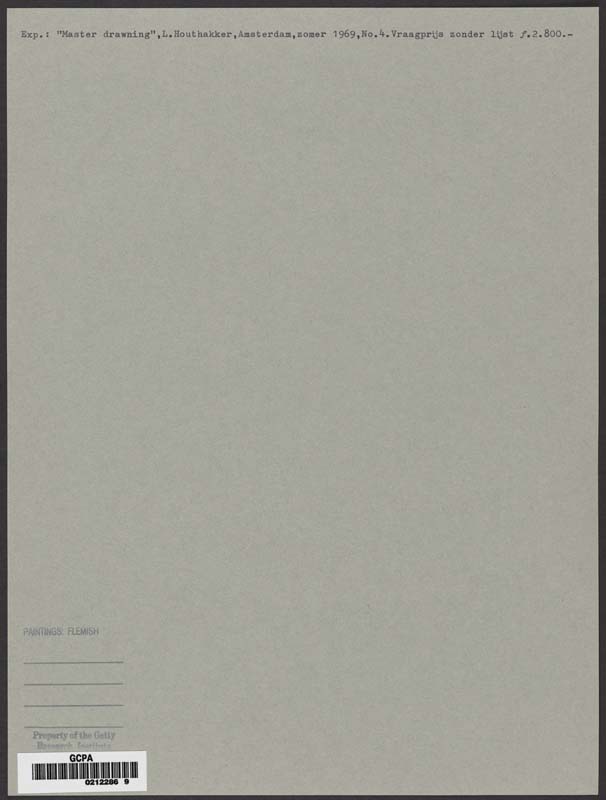 Exp.: "Master drawning",L.Houthakker,Amsterdam,zomer 1969,No.4.Vraagprijs zonder lijst ƒ.2.800.-
PAINTINGS: FLEMISH
Property of the Getty
Research Institute
GCPA
0212286 9